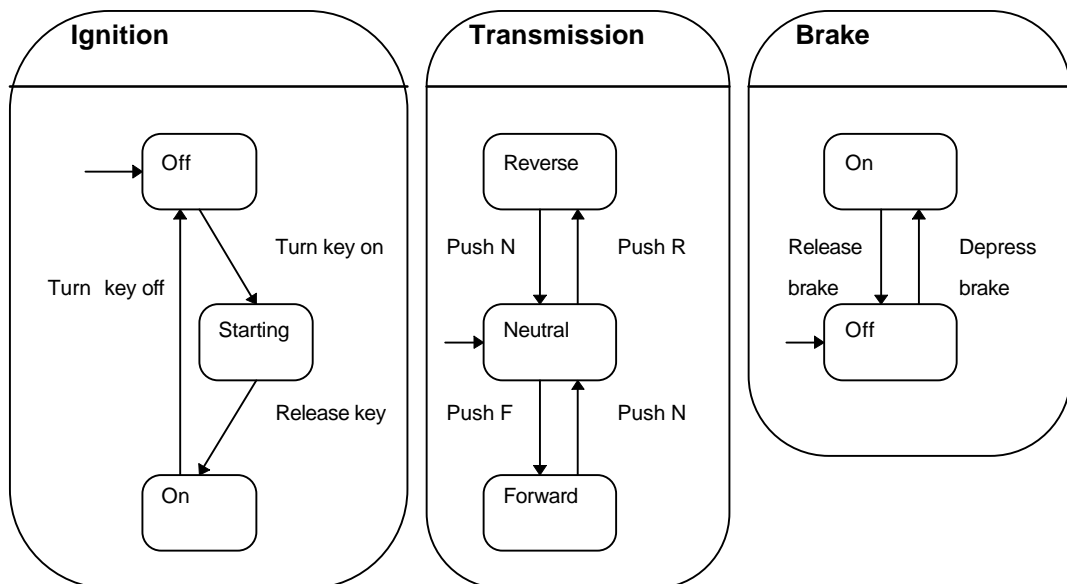 Ignition
Off
Turn key on
Turn key off
Starting
Release key
On
Transmission
Reverse
Push N
Push R
Neutral
Push F
Push N
Forward
Brake
On
Release
brake
Depress
brake
Off